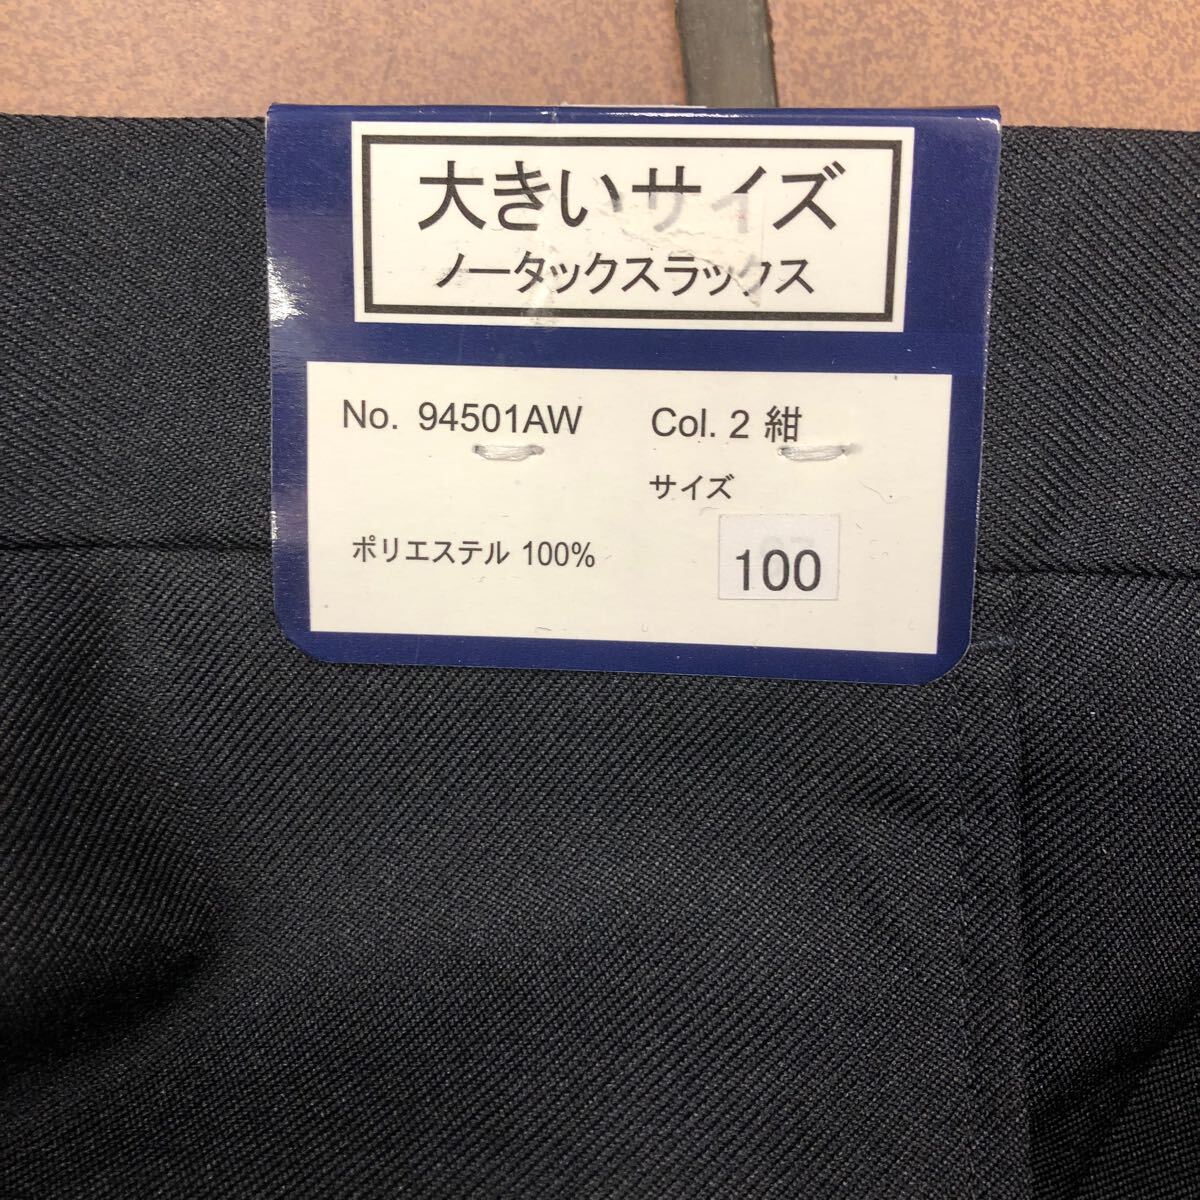 大きいサイズ
ノータックスラックス
No. 94501AW
Col. 2 紺
サイズ
ポリエステル 100%
100